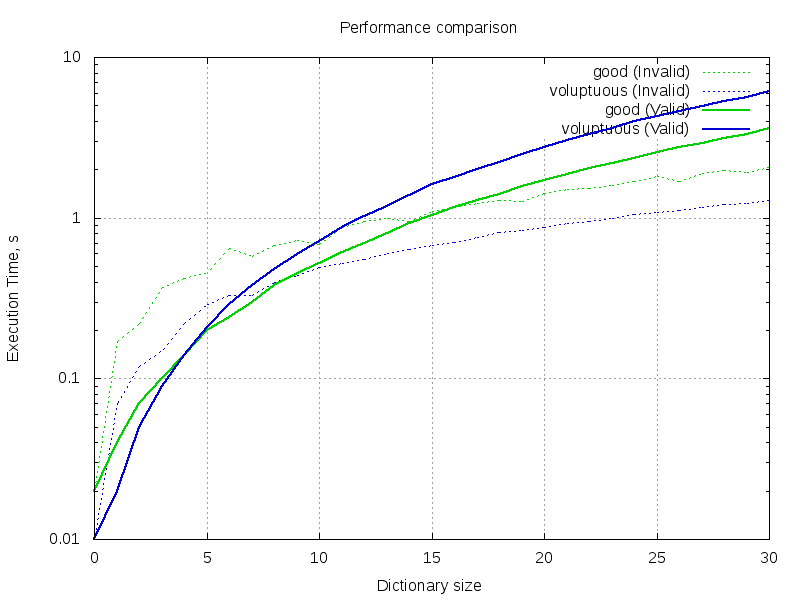 Performance comparison
10
1
0.1
0.01
Execution Time, s
good (Invalid)
voluptuous (Invalid)
good (Valid)
voluptuous (Valid)
0 5 10 15 20 25 30
Dictionary size